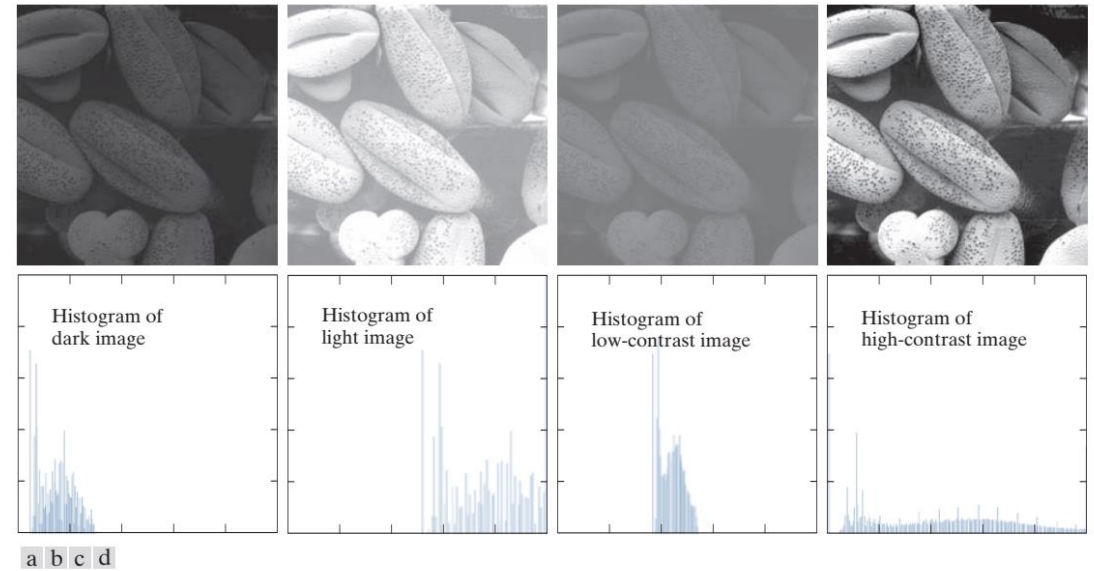 Histogram of
dark image
Histogram of
light image
Histogram of
low-contrast image
Histogram of
high-contrast image
a b c d